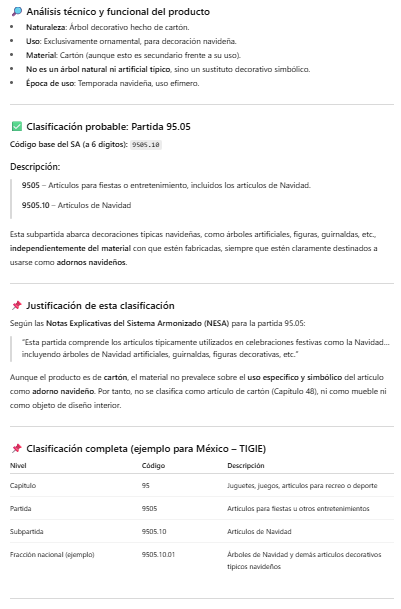 🔎 Análisis técnico y funcional del producto
• Naturaleza: Árbol decorativo hecho de cartón.
• Uso: Exclusivamente ornamental, para decoración navideña.
• Material: Cartón (aunque esto es secundario frente a su uso).
• No es un árbol natural ni artificial típico, sino un sustituto decorativo simbólico.
• Época de uso: Temporada navideña, uso efímero.
✅ Clasificación probable: Partida 95.05
Código base del SA (a 6 dígitos): 9505.10
Descripción:
9505 – Artículos para fiestas o entretenimiento, incluidos los artículos de Navidad.
9505.10 – Artículos de Navidad
Esta subpartida abarca decoraciones típicas navideñas, como árboles artificiales, figuras, guirnaldas, etc.,
independientemente del material con que estén fabricadas, siempre que estén claramente destinados a
usarse como adornos navideños.
📌 Justificación de esta clasificación
Según las Notas Explicativas del Sistema Armonizado (NESA) para la partida 95.05:
“Esta partida comprende los artículos típicamente utilizados en celebraciones festivas como la Navidad...
incluyendo árboles de Navidad artificiales, guirnaldas, figuras decorativas, etc.”
Aunque el producto es de cartón, el material no prevalece sobre el uso específico y simbólico del artículo
como adorno navideño. Por tanto, no se clasifica como artículo de cartón (Capítulo 48), ni como mueble ni
como objeto de diseño interior.
📌 Clasificación completa (ejemplo para México – TIGIE)
Nivel Código Descripción
Capítulo 95 Juguetes, juegos, artículos para recreo o deporte
Partida 9505 Artículos para fiestas u otros entretenimientos
Subpartida 9505.10 Artículos de Navidad
Fracción nacional (ejemplo) 9505.10.01 Árboles de Navidad y demás artículos decorativos
típicos navideños